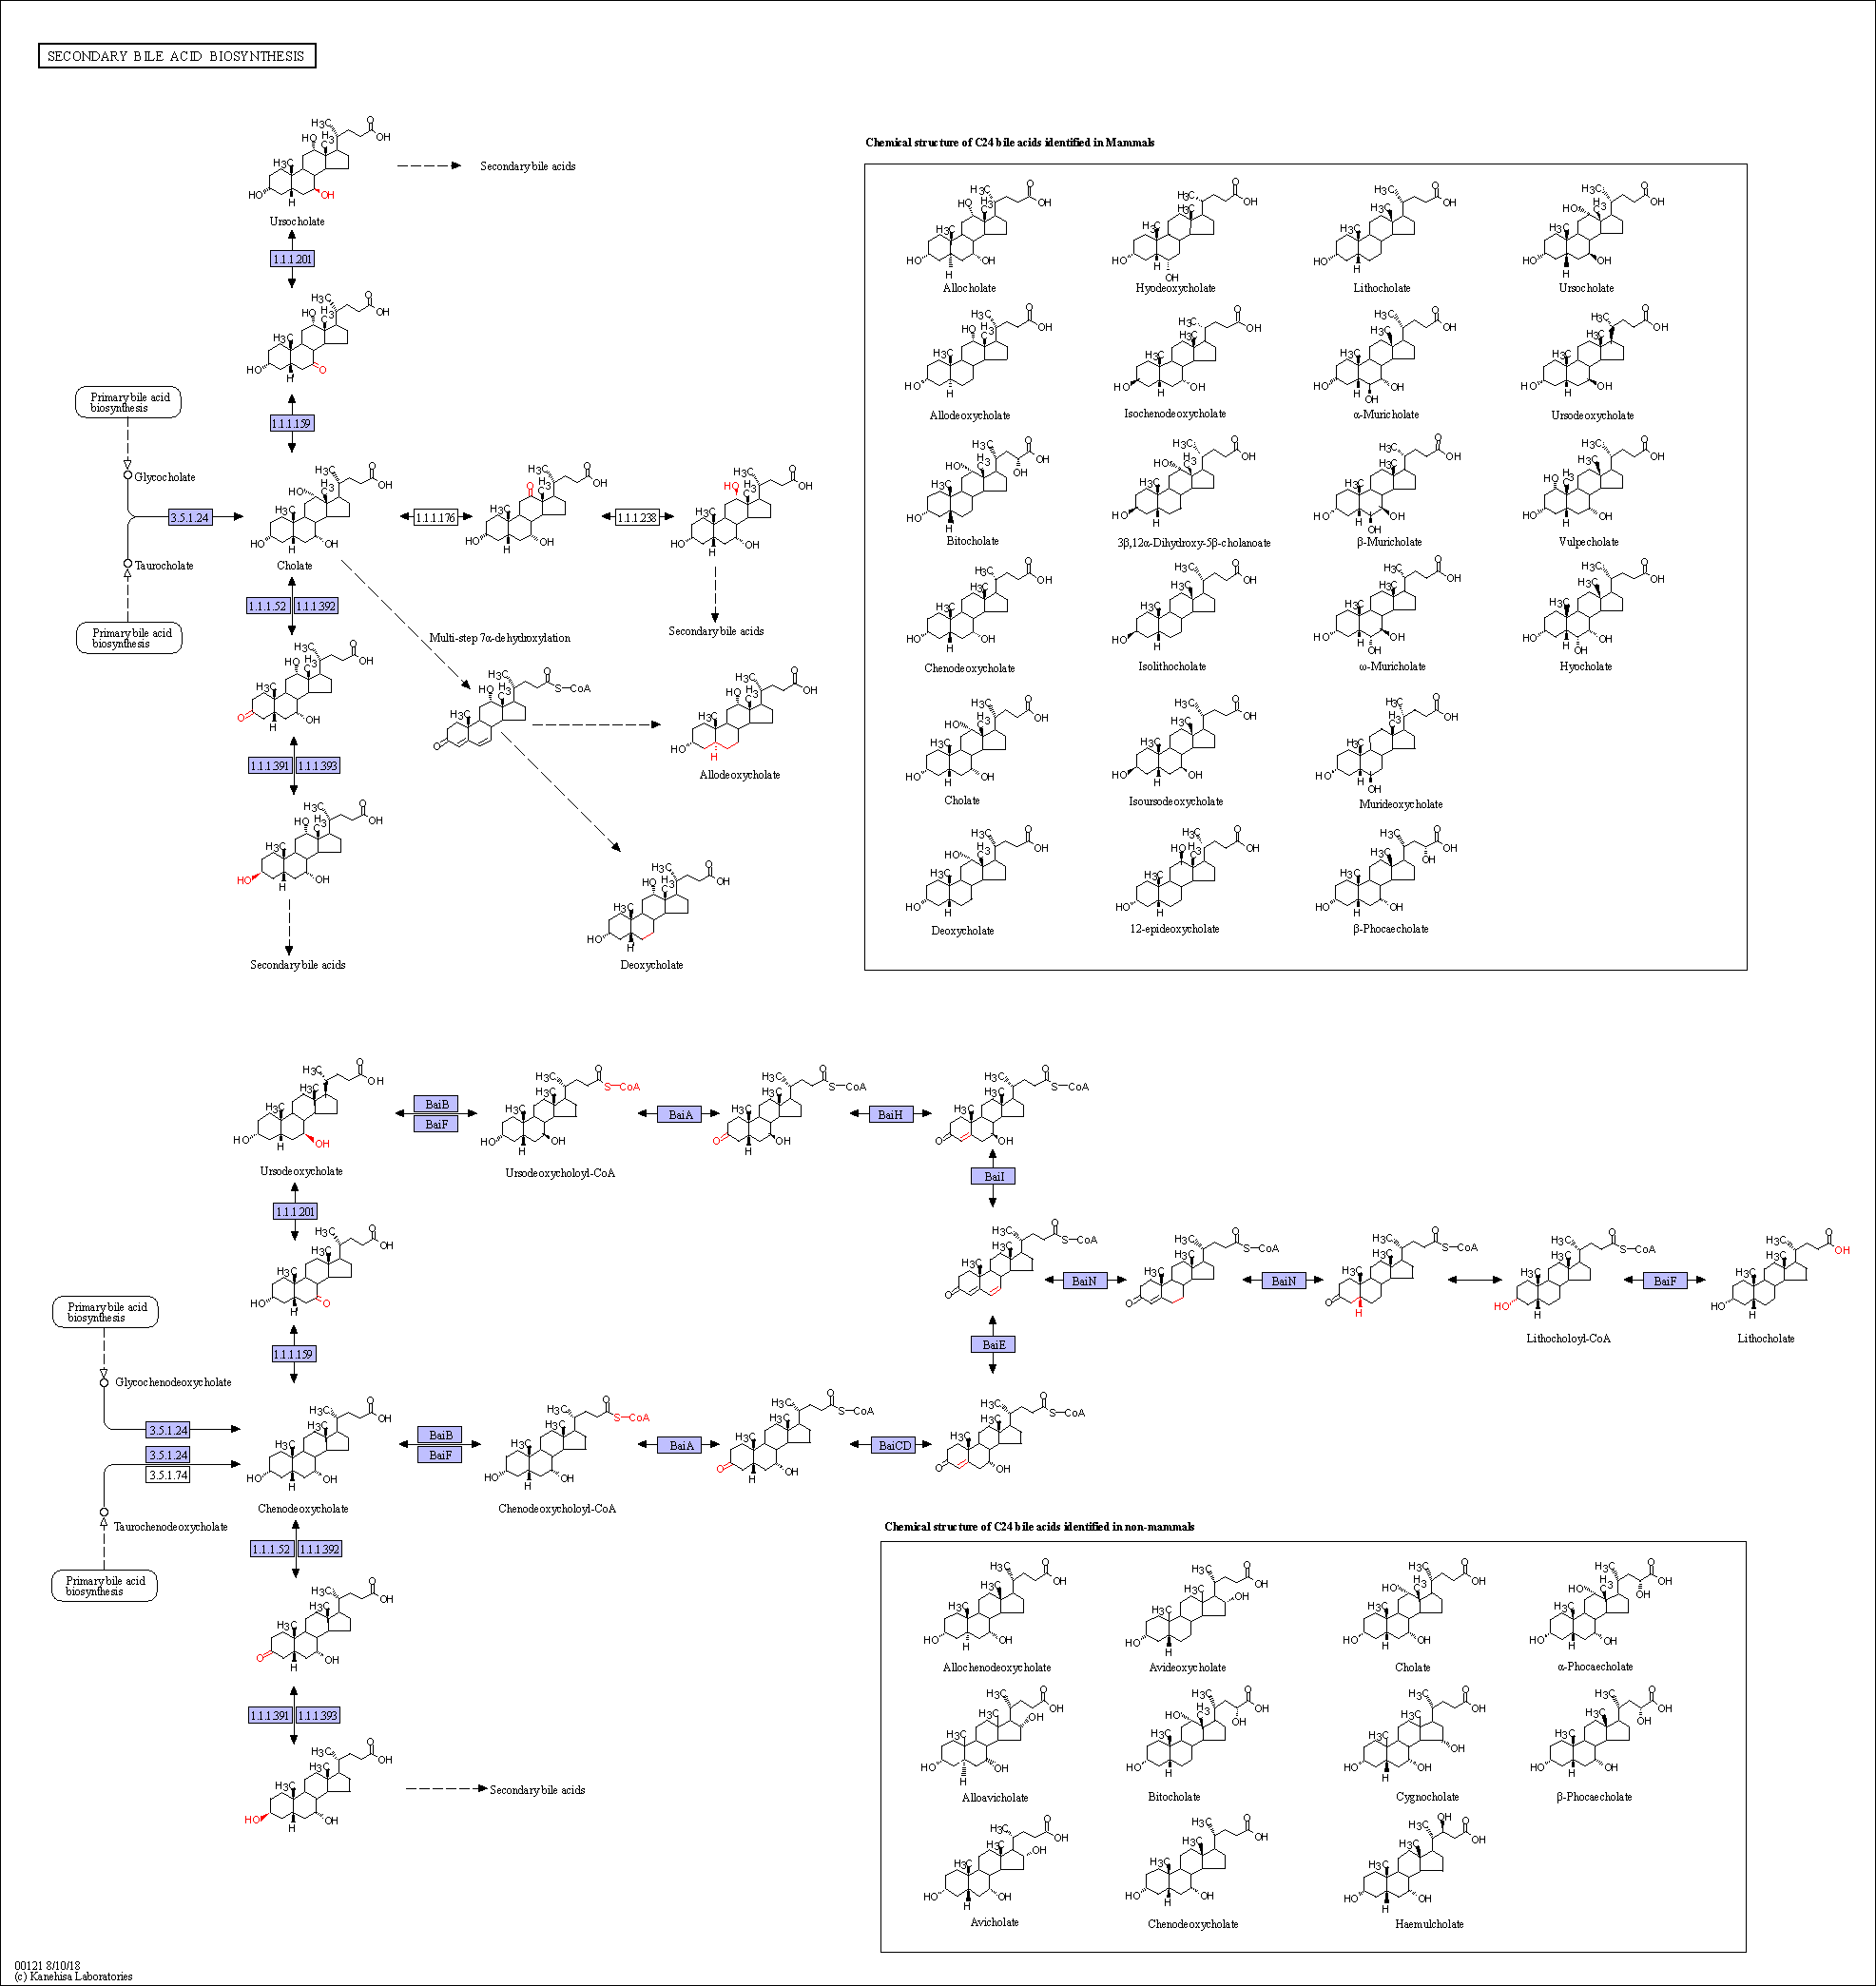 SECONDARY BILE ACID BIOSYNTHESIS
Ursocholate
Secondary bile acids
1.1.1.201
1.1.1.159
Primary bile acid
biosynthesis
Glycocholate
3.5.1.24
Taurocholate
Primary bile acid
biosynthesis
Cholate
1.1.1.176
1.1.1.238
Secondary bile acids
1.1.1.52
1.1.1.392
Multi-step 7α-dehydroxylation
S-CoA
Allodeoxycholate
1.1.1.391
1.1.1.393
Secondary bile acids
Deoxycholate
Chemical structure of C24 bile acids identified in Mammals
Allocholate
Hyodeoxycholate
Lithocholate
Ursocholate
Allodeoxycholate
Isochenodeoxycholate
α-Muricholate
Ursodeoxycholate
Bitocholate
3β,12α-Dihydroxy-5β-cholanoate
β-Muricholate
Vulpecholate
Chenodeoxycholate
Isolithocholate
ω-Muricholate
Hyocholate
Cholate
Isoursodeoxycholate
Murideoxycholate
Deoxycholate
12-epideoxycholate
β-Phocaecholate
Ursodeoxycholate
BaiB
BaiF
Ursodeoxycholoyl-CoA
BaiA
BaiH
BaiI
1.1.1.201
BaiN
BaiN
Lithocholoyl-CoA
BaiF
Lithocholate
BaiE
1.1.1.159
Primary bile acid
biosynthesis
Glycochenodeoxycholate
3.5.1.24
3.5.1.24
3.5.1.74
Taurochenodeoxycholate
Primary bile acid
biosynthesis
Chenodeoxycholate
BaiB
BaiF
Chenodeoxycholoyl-CoA
BaiA
BaiCD
1.1.1.52
1.1.1.392
1.1.1.391
1.1.1.393
Secondary bile acids
Chemical structure of C24 bile acids identified in non-mammals
Allochenodeoxycholate
Avideoxycholate
Cholate
α-Phocaecholate
Alloavicholate
Bitocholate
Cygnocholate
β-Phocaecholate
Avicholate
Chenodeoxycholate
Haemulcholate
00121 8/10/18
(c) Kanehisa Laboratories